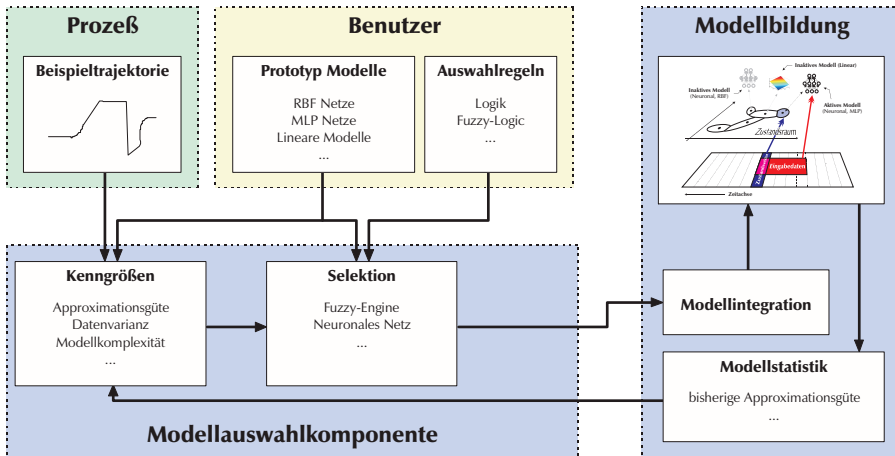 Prozeß
Beispieltrajektorie
Benutzer
Prototyp Modelle
RBF Netze
MLP Netze
Lineare Modelle
...
Auswahlregeln
Logik
Fuzzy-Logic
...
Modellbildung
Inaktives Modell (Linear)
Inaktives Modell
(Neuronal, RBF)
Aktives Modell
(Neuronal, MLP)
Zustandsraum
Eingabedaten
Zeitachse
Kenngrößen
Approximationsgüte
Datenvarianz
Modellkomplexität
...
Selektion
Fuzzy-Engine
Neuronales Netz
...
Modellintegration
Modellstatistik
bisherige Approximationsgüte
...
Modellauswahlkomponente